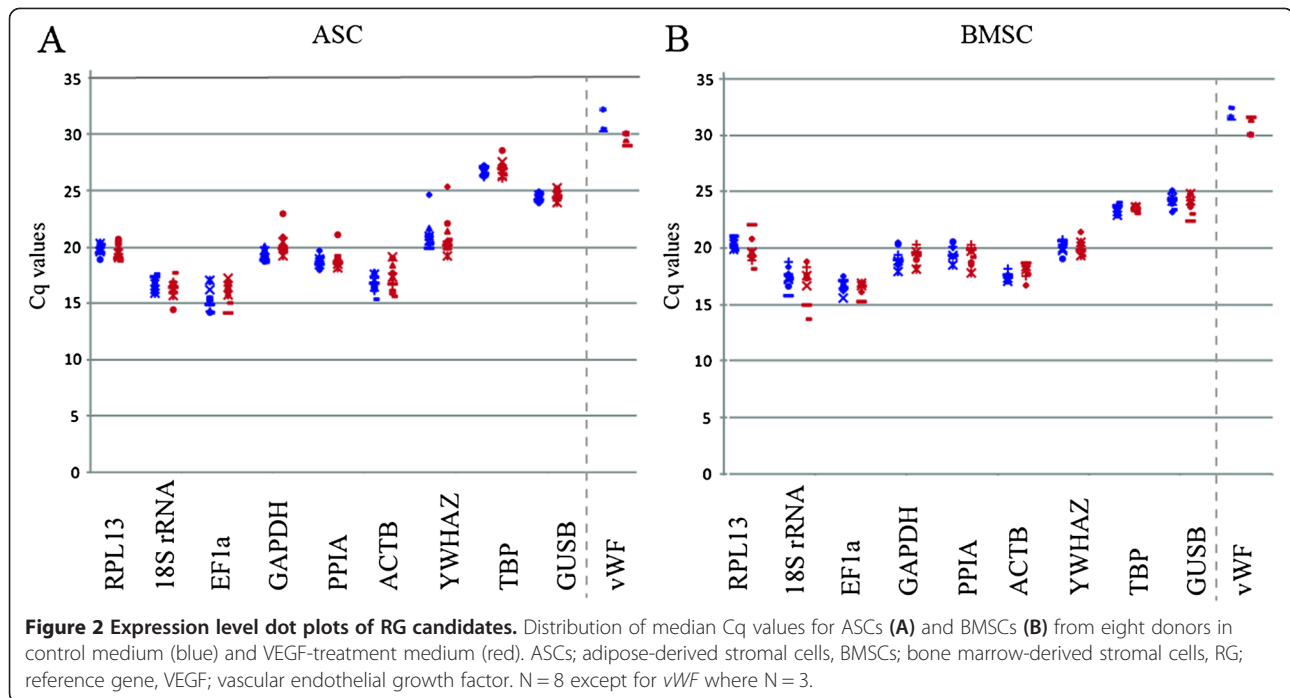 A
ASC
35
30
25
20
15
10
5
0
Cq values
RPL13
18S rRNA
EF1a
GAPDH
PPIA
ACTB
YWHAZ
TBP
GUSB
vWF
B
BMSC
35
30
25
20
15
10
5
0
Cq values
RPL13
18S rRNA
EF1a
GAPDH
PPIA
ACTB
YWHAZ
TBP
GUSB
vWF
Figure 2 Expression level dot plots of RG candidates. Distribution of median Cq values for ASCs (A) and BMSCs (B) from eight donors in
control medium (blue) and VEGF-treatment medium (red). ASCs; adipose-derived stromal cells, BMSCs; bone marrow-derived stromal cells, RG;
reference gene, VEGF; vascular endothelial growth factor. N = 8 except for vWF where N = 3.